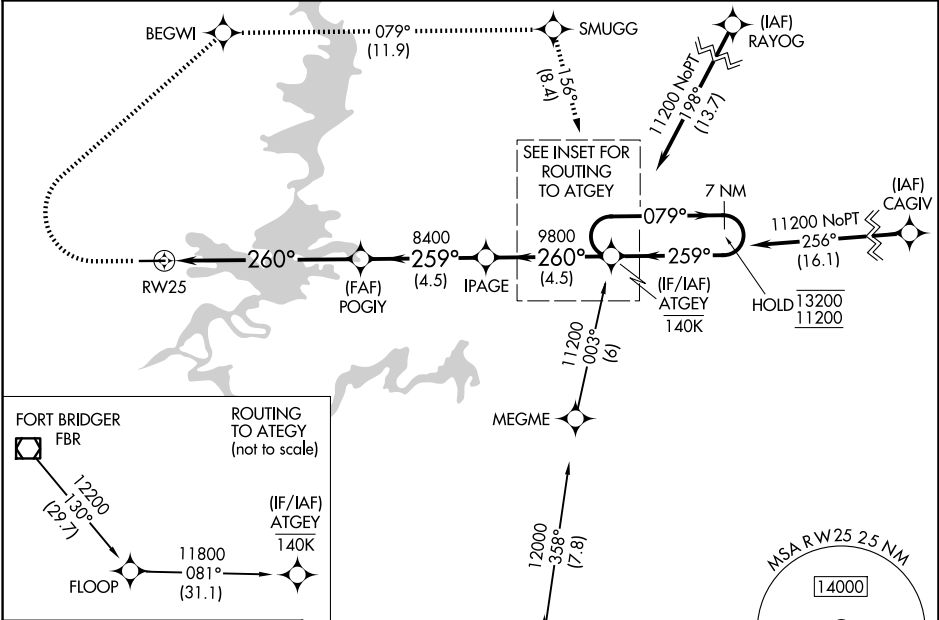 BEGWI
079°
(11.9)
SMUGG
(IAF)
RAYOG
156°
(8.4)
11200 NoPT
198°
(13.7)
SEE INSET FOR
ROUTING
TO ATGEY
7 NM
079°
(IAF)
CAGIV
11200 NoPT
256°
(16.1)
260°
RW25
(FAF)
POGIY
8400
259°
(4.5)
IPAGE
9800
260°
(4.5)
259°
(IF/IAF)
ATGEY
140K
HOLD 13200
11200
11200
003°
(6)
MEGME
12000
358°
(7.8)
FORT BRIDGER
FBR
ROUTING
TO ATEGY
(not to scale)
12200
130°
(29.7)
FLOOP
11800
081°
(31.1)
(IF/IAF)
ATGEY
140K
MSA RW25 25 NM
14000